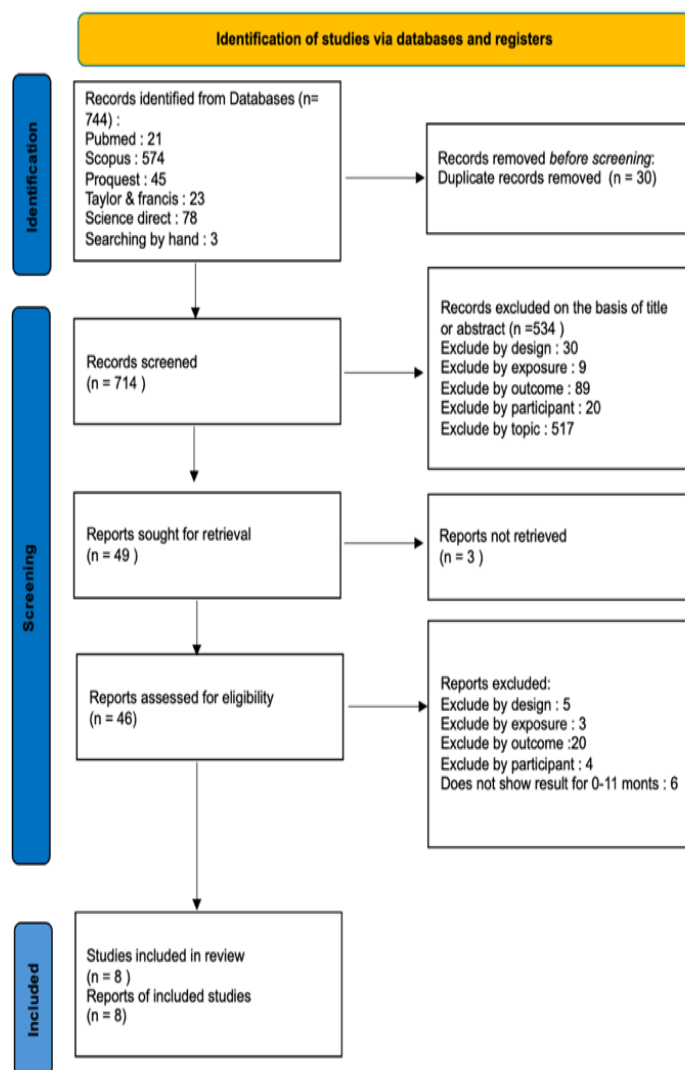 Identification of studies via databases and registers
Identification
Records identified from Databases (n=
744) :
Pubmed : 21
Scopus : 574
Proquest : 45
Taylor & francis : 23
Science direct : 78
Searching by hand : 3
Records removed before screening:
Duplicate records removed (n = 30)
Screening
Records screened
(n = 714 )
Records excluded on the basis of title
or abstract (n =534 )
Exclude by design : 30
Exclude by exposure : 9
Exclude by outcome : 89
Exclude by participant : 20
Exclude by topic : 517
Reports sought for retrieval
(n = 49 )
Reports not retrieved
(n = 3 )
Reports assessed for eligibility
(n = 46)
Reports excluded:
Exclude by design : 5
Exclude by exposure : 3
Exclude by outcome :20
Exclude by participant : 4
Does not show result for 0-11 monts : 6
Included
Studies included in review
(n = 8 )
Reports of included studies
(n = 8)